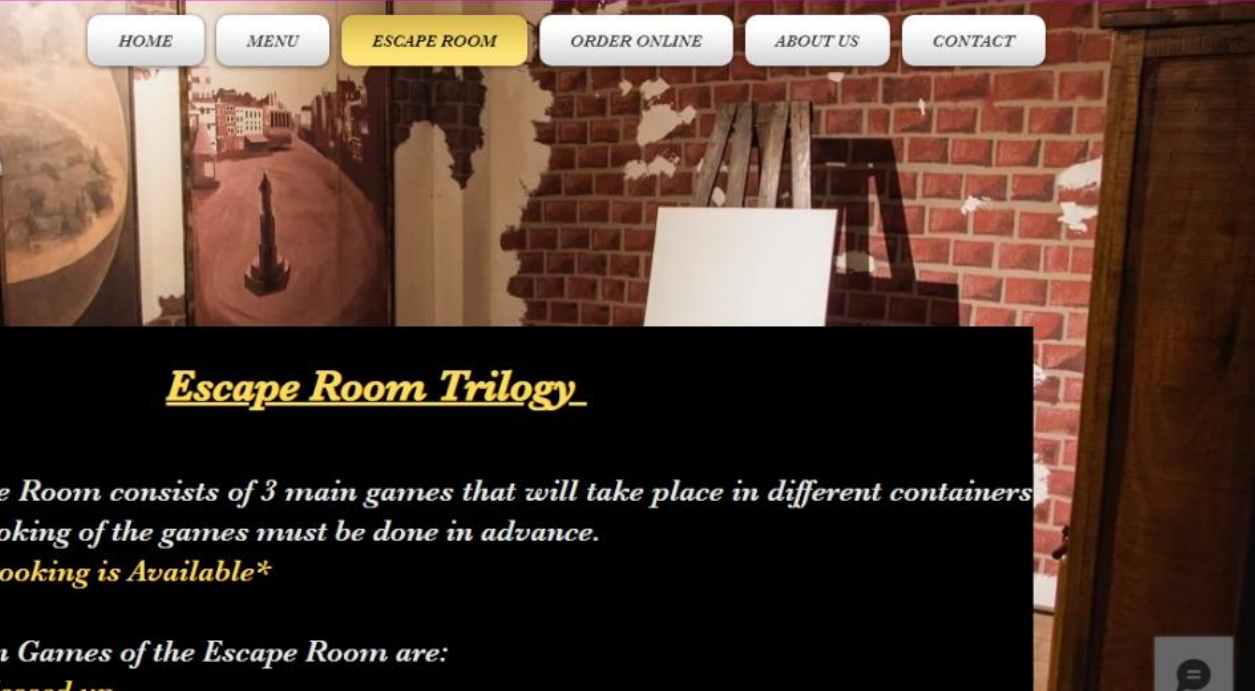 HOME
MENU
ESCAPE ROOM
ORDER ONLINE
ABOUT US
CONTACT
Escape Room Trilogy
e Room consists of 3 main games that will take place in different containers
oking of the games must be done in advance.
ooking is Available*
n Games of the Escape Room are: